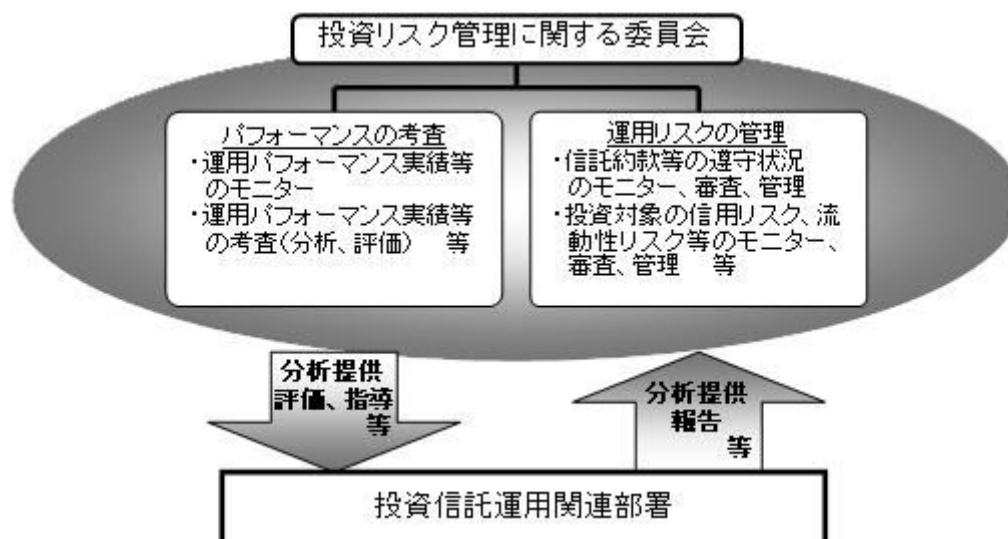 投資リスク管理に関する委員会
パフォーマンスの考査
・運用パフォーマンス実績等
のモニター
・運用パフォーマンス実績等
の考査(分析、評価) 等
運用リスクの管理
・信託約款等の遵守状況
のモニター、審査、管理
・投資対象の信用リスク、流
動性リスク等のモニター、
審査、管理 等
分析提供
評価、指導
等
分析提供
報告
等
投資信託運用関連部署